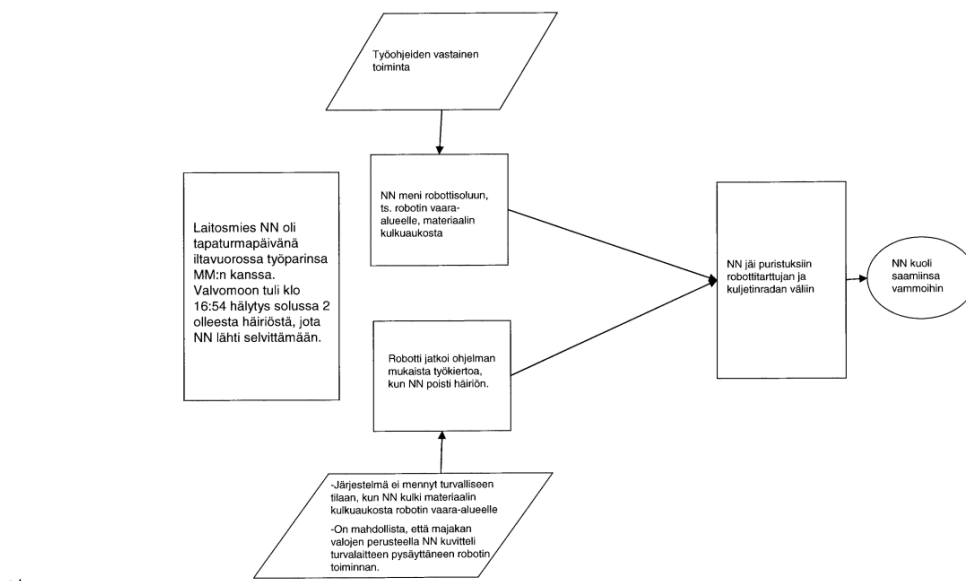 Työohjeiden vastainen
toiminta
NN meni robottisoluun,
ts. robotin vaara-
alueelle, materiaalin
kulkuaukosta
Laitosmies NN oli
tapaturmapäivänä
iltavuorossa työparinsa
MM:n kanssa.
Valvomoon tuli klo
16:54 hälytys solussa 2
olleesta häiriöstä, jota
NN lähti selvittämään.
NN jäi puristuksiin
robottitarttujan ja
kuljetinradan väliin
NN kuoli
saamiinsa
vammoihin
Robotti jatkoi ohjelman
mukaista työkiertoa,
kun NN poisti häiriön.
-Järjestelmä ei mennyt turvalliseen
tilaan, kun NN kulki materiaalin
kulkuaukosta robotin vaara-alueelle
-On mahdollista, että majakan
valojen perusteella NN kuvitteli
turvalaitteen pysäyttäneen robotin
toiminnan.